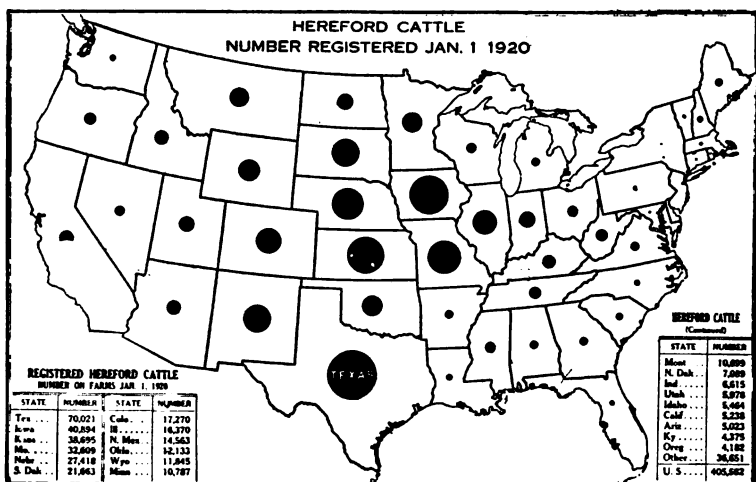 HEREFORD CATTLE
NUMBER REGISTERED JAN. 1 1920
TEXAS
REGISTERED HEREFORD CATTLE
NUMBER ON FARMS JAN. 1, 1920
STATE NUMBER STATE NUMBER
Tex... 70,021 Colo... 17,270
Iowa 40,894 Ill... 16,370
Kans... 38,695 N. Mex.. 14,563
Mo... 32,609 Ohio... 12,133
Nebr.. 27,418 Wyo... 11,845
S. Dak.. 21,663 Minn... 10,787
HEREFORD CATTLE
(Continued)
STATE NUMBER
Mont... 10,699
N. Dak... 7,089
Ind... 6,615
Utah... 5,978
Idaho... 5,464
Calif... 5,238
Ariz... 5,023
Ky... 4,375
Oreg... 4,182
Other... 36,651
U. S... 405,582